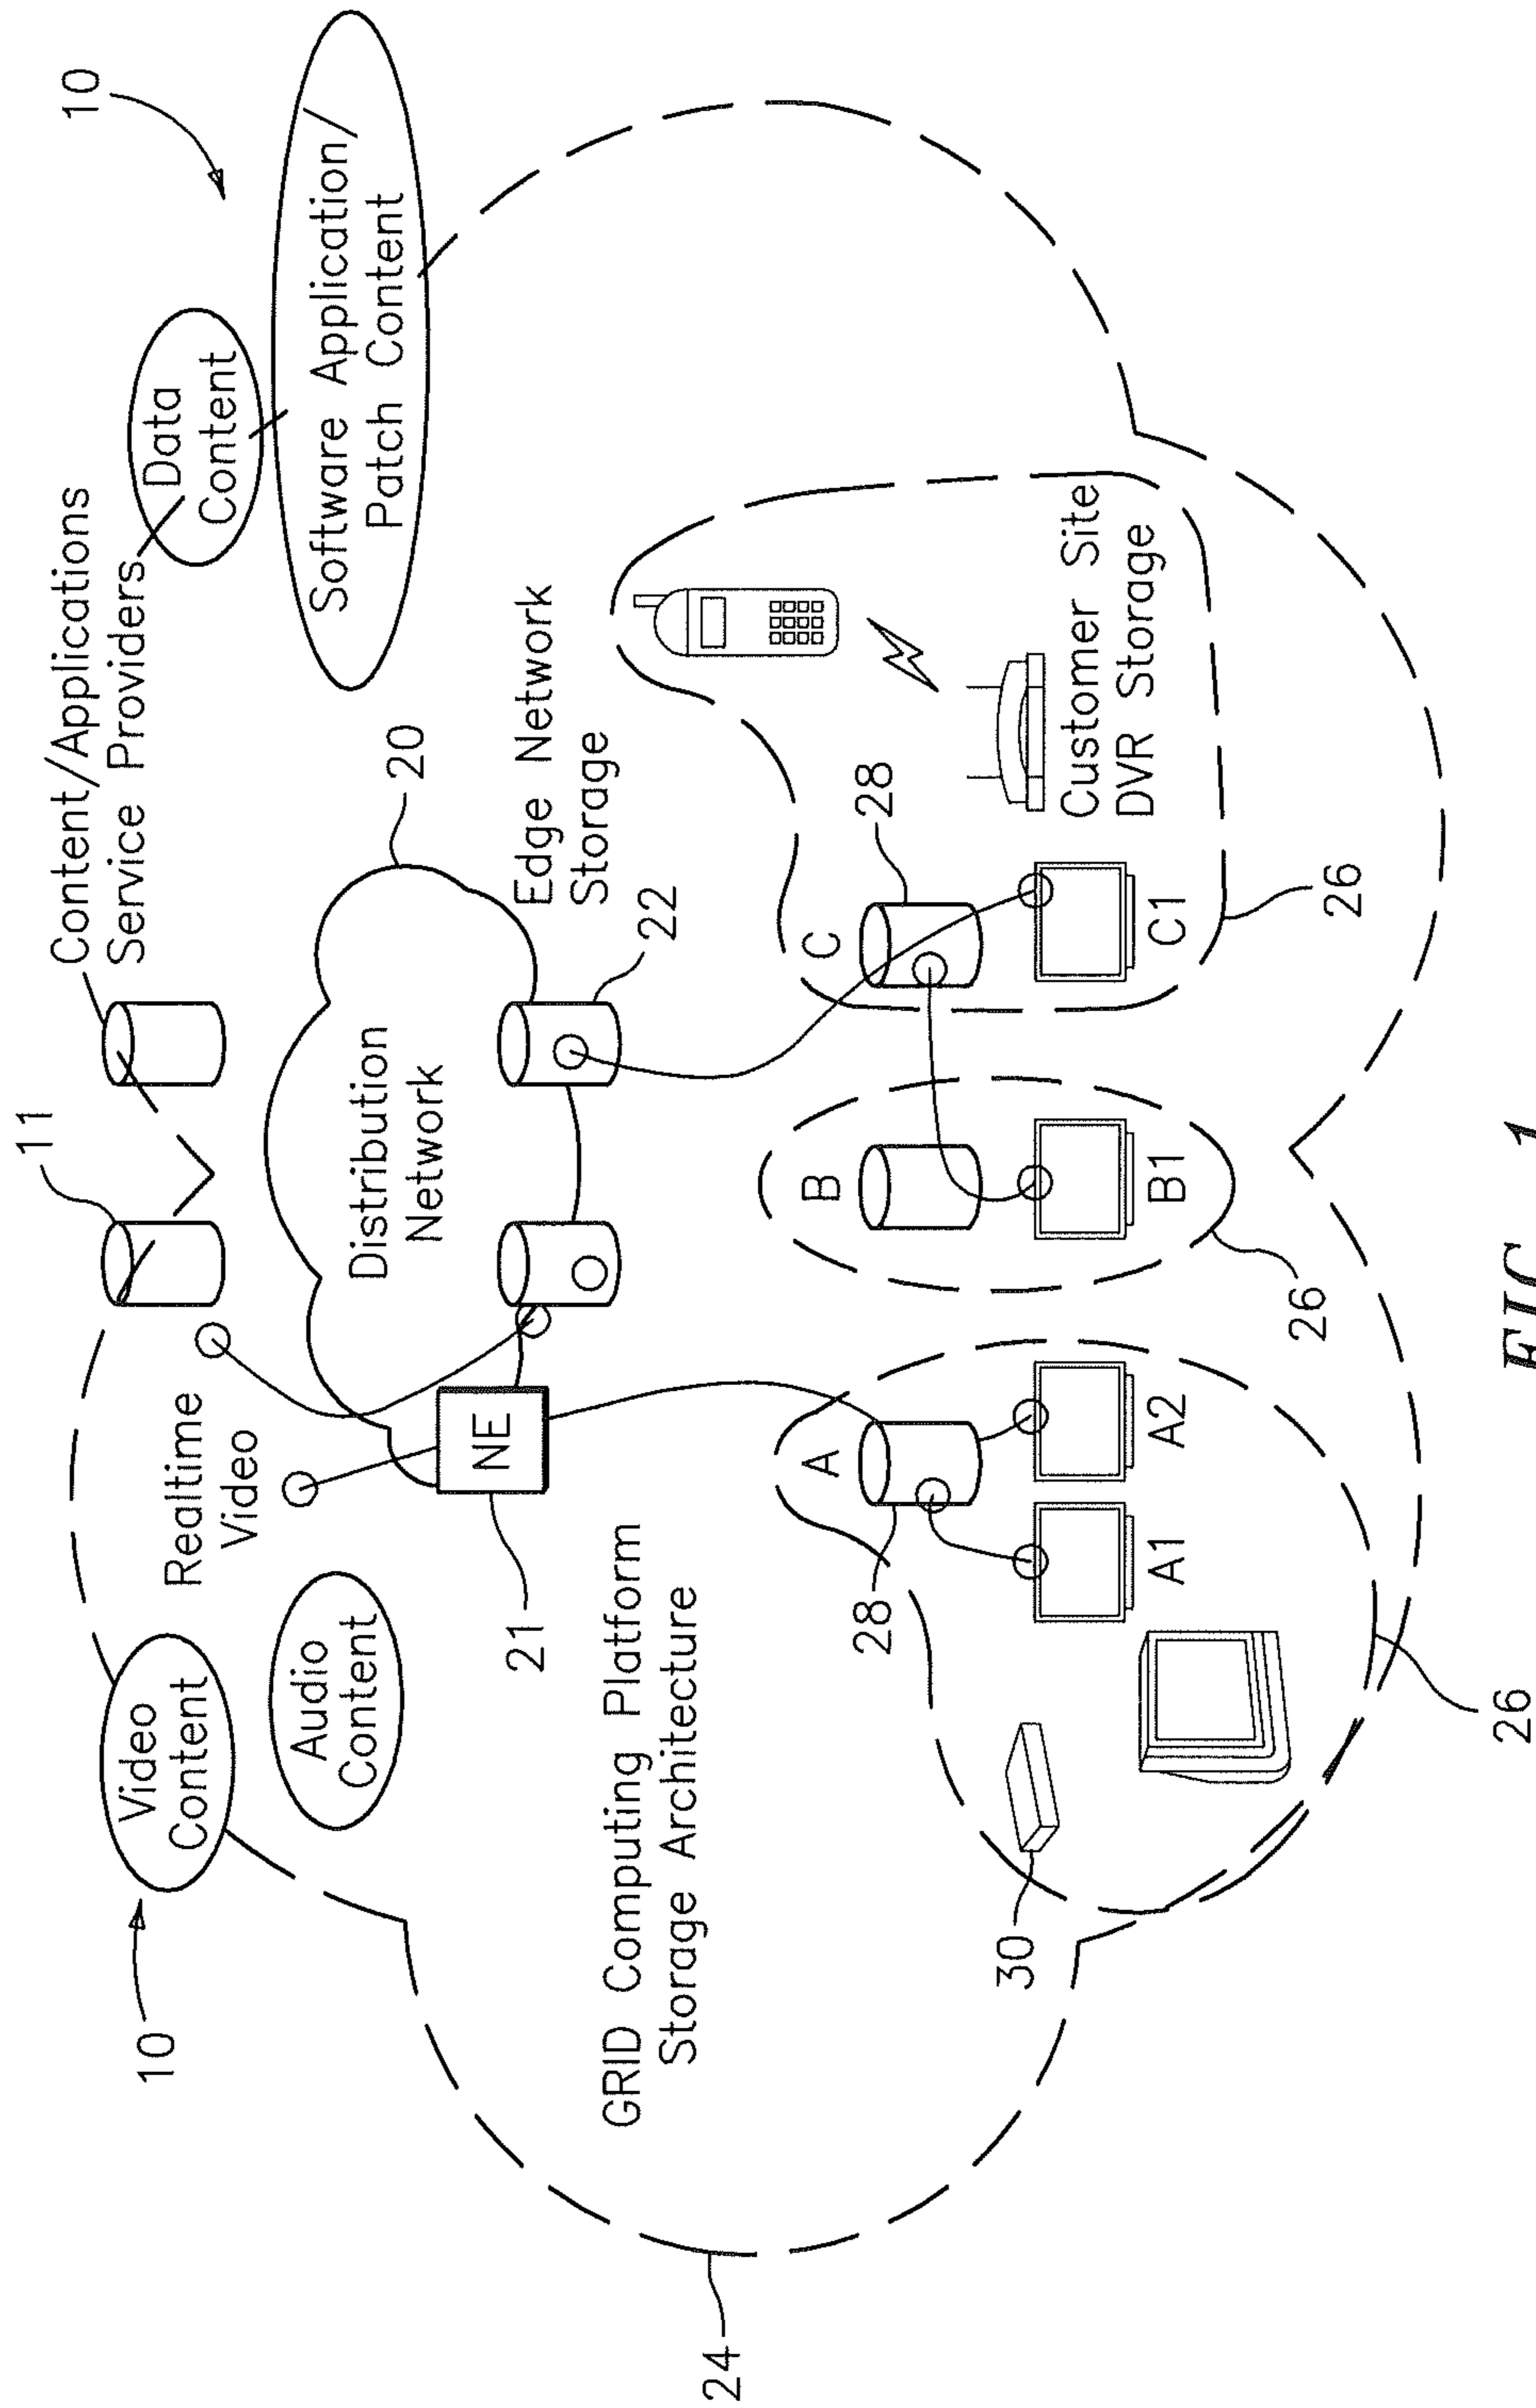 10
10
Content/Applications
Service Providers
11
Video
Content
Realtime
Video
Data
Content
Audio
Content
Software Application/
Patch Content
20
Distribution
Network
NE
21
22
Edge Network
Storage
GRID Computing Platform
Storage Architecture
24
A
B
C
28
28
30
A1
A2
B1
C1
Customer Site
DVR Storage
26
26
26
FIG. 1